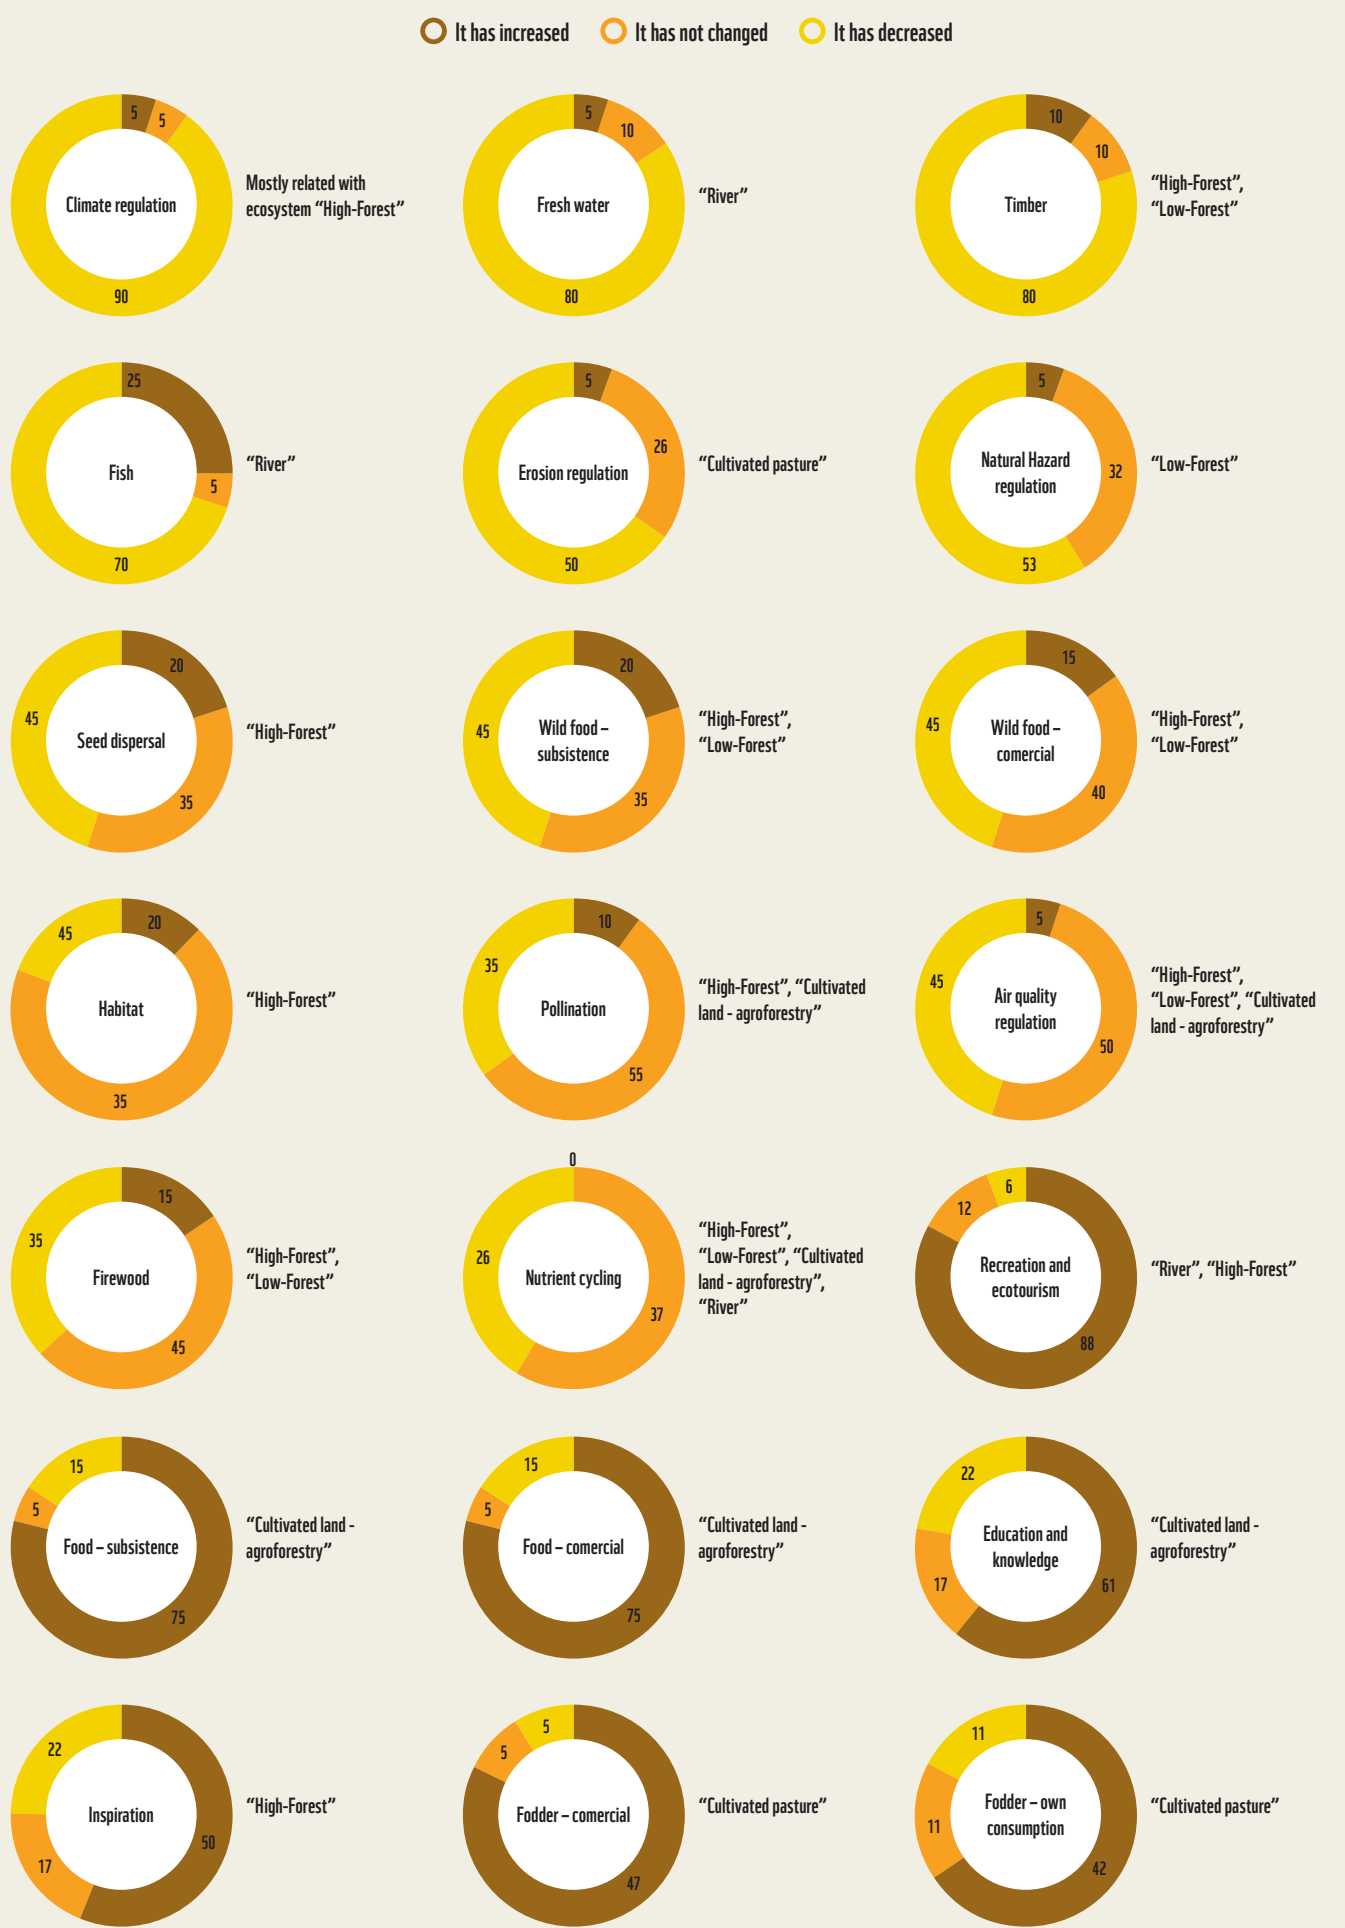 It has increased
It has not changed
It has decreased
5
5
90
Climate regulation
Mostly related with
ecosystem “High-Forest”
5
10
80
Fresh water
“River”
10
10
80
Timber
“High-Forest”,
“Low-Forest”
25
5
70
Fish
“River”
5
26
50
Erosion regulation
“Cultivated pasture”
5
32
53
Natural Hazard
regulation
“Low-Forest”
20
35
45
Seed dispersal
“High-Forest”
20
35
45
Wild food –
subsistence
“High-Forest”,
“Low-Forest”
15
40
45
Wild food –
comercial
“High-Forest”,
“Low-Forest”
20
35
45
Habitat
“High-Forest”
10
55
35
Pollination
“High-Forest”, “Cultivated
land - agroforestry”
5
50
45
Air quality
regulation
“High-Forest”,
“Low-Forest”, “Cultivated
land - agroforestry”
15
45
35
Firewood
“High-Forest”,
“Low-Forest”
0
37
26
Nutrient cycling
“High-Forest”,
“Low-Forest”, “Cultivated
land - agroforestry”,
“River”
6
12
88
Recreation and
ecotourism
“River”, “High-Forest”
15
5
75
Food – subsistence
“Cultivated land -
agroforestry”
15
5
75
Food – comercial
“Cultivated land -
agroforestry”
22
17
61
Education and
knowledge
“Cultivated land -
agroforestry”
22
17
50
Inspiration
“High-Forest”
5
5
47
Fodder – comercial
“Cultivated pasture”
11
11
42
Fodder – own
consumption
“Cultivated pasture”